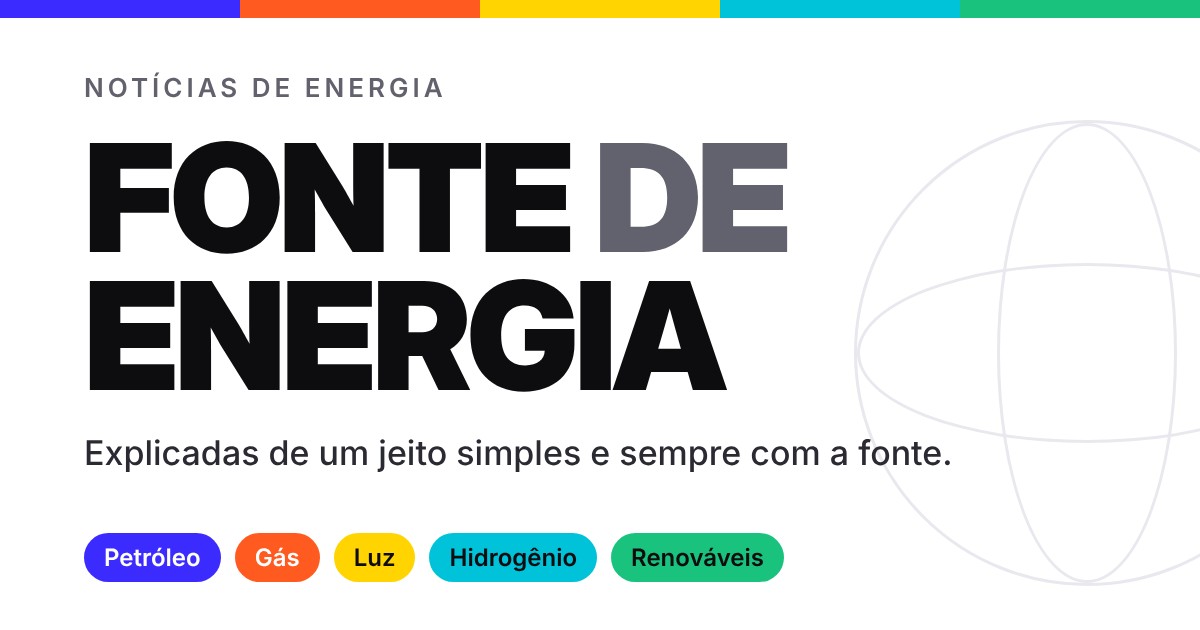 NOTÍCIAS DE ENERGIA
FONTE DE
ENERGIA
Explicadas de um jeito simples e sempre com a fonte.
Petróleo Gás Luz Hidrogênio Renováveis